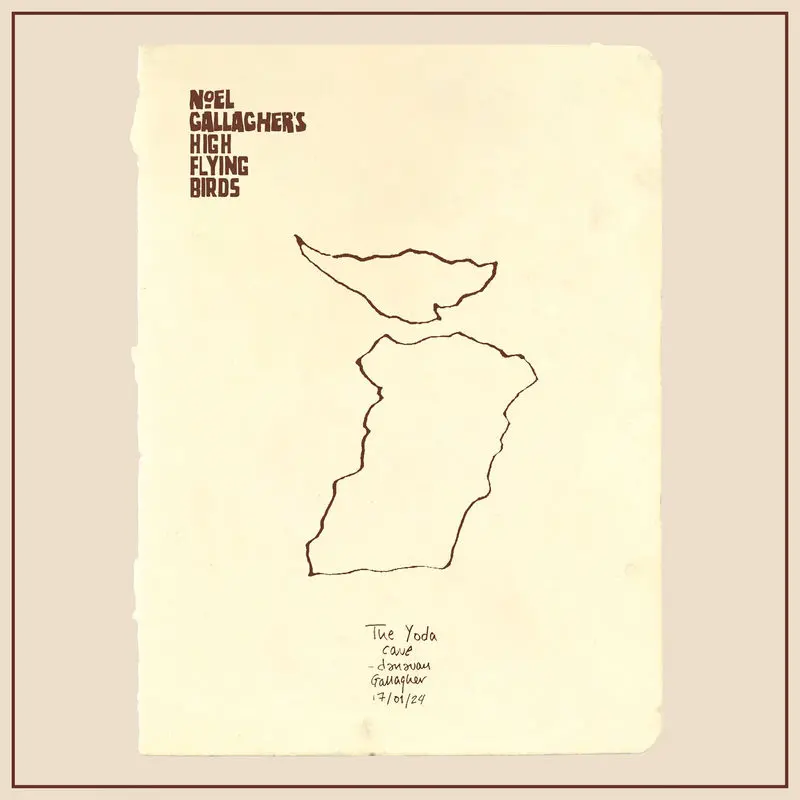 NOEL
GALLAGHER'S
HIGH
FLYING
BIRDS
The Yoda
cave
- donovan
Gallagher
17/01/24